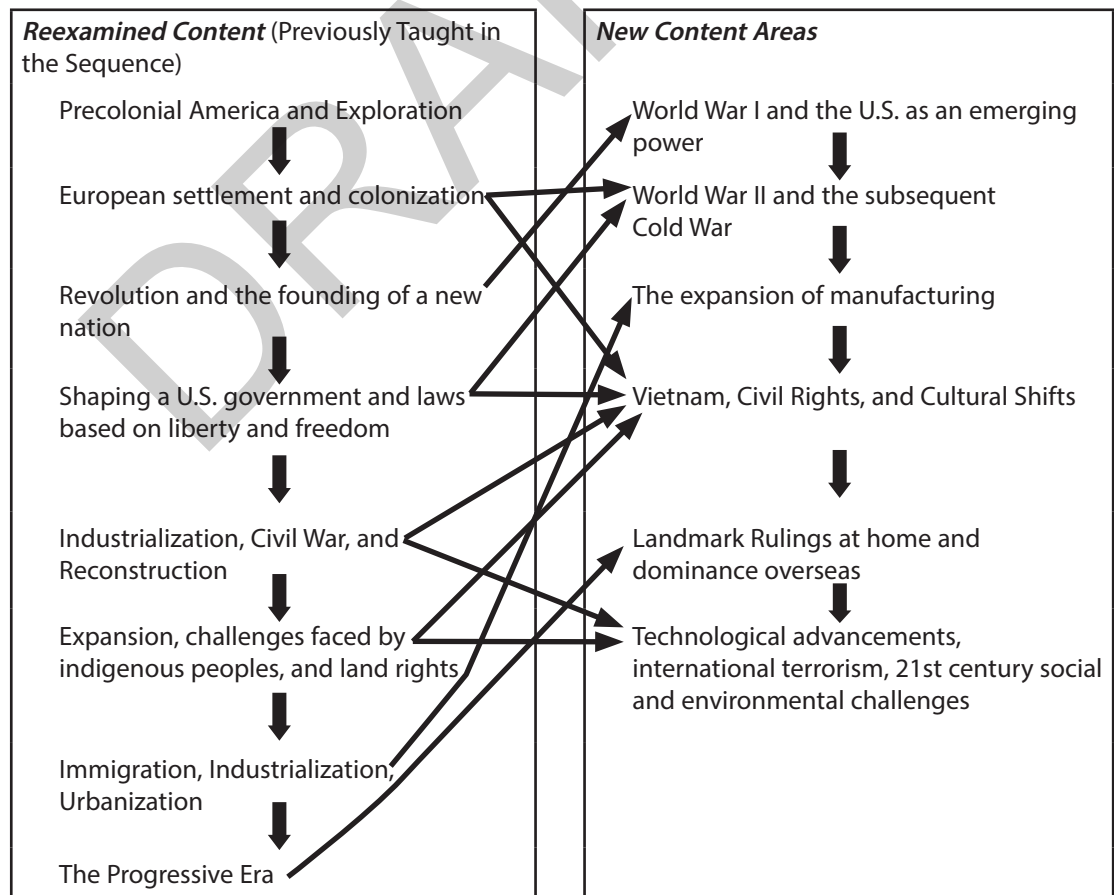 Reexamined Content (Previously Taught in
the Sequence)
Precolonial America and Exploration
European settlement and colonization
Revolution and the founding of a new
nation
Shaping a U.S. government and laws
based on liberty and freedom
Industrialization, Civil War, and
Reconstruction
Expansion, challenges faced by
indigenous peoples, and land rights
Immigration, Industrialization,
Urbanization
The Progressive Era
New Content Areas
World War I and the U.S. as an emerging
power
World War II and the subsequent
Cold War
The expansion of manufacturing
Vietnam, Civil Rights, and Cultural Shifts
Landmark Rulings at home and
dominance overseas
Technological advancements,
international terrorism, 21st century social
and environmental challenges
DRA